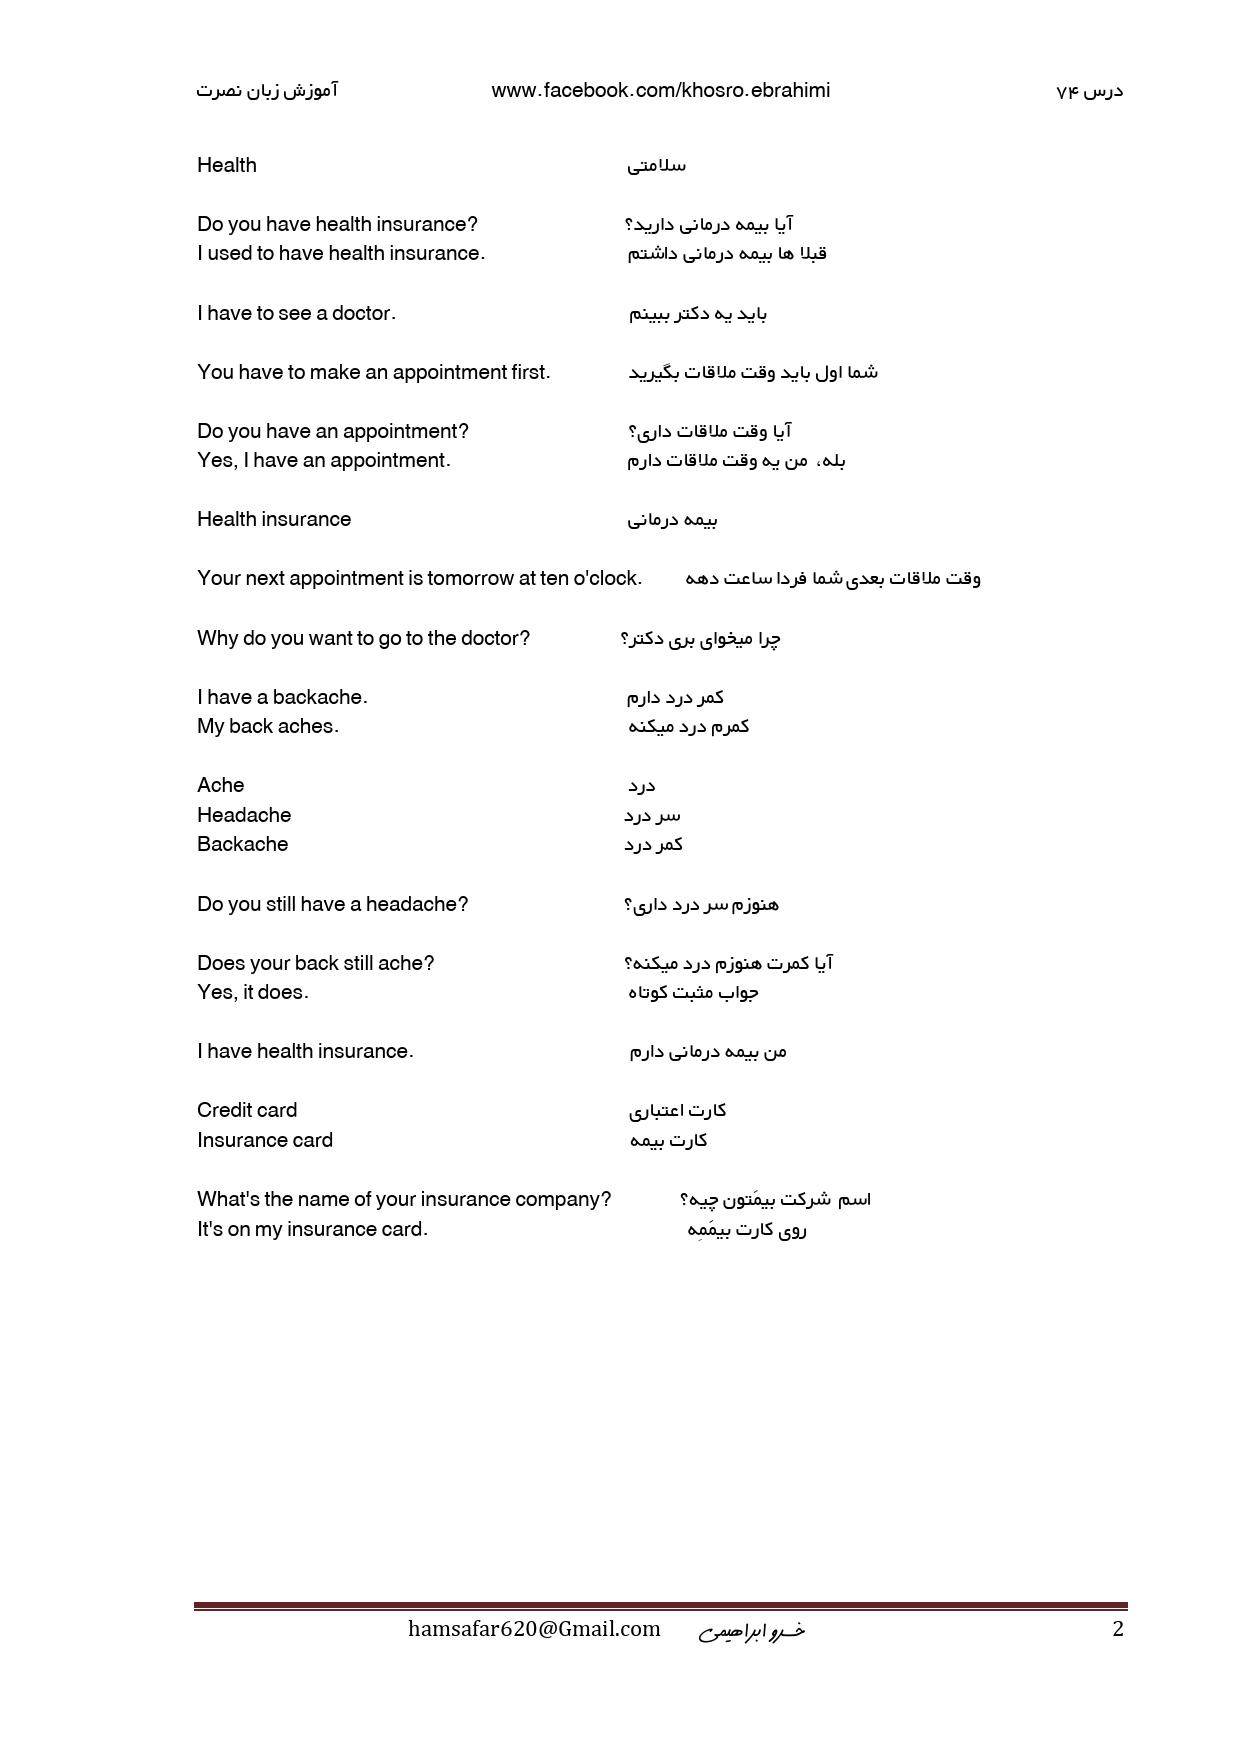 آموزش زبان نصرت www.facebook.com/khosro.ebrahimi درس ۷۴
Health سلامتی
Do you have health insurance? آیا بیمه درمانی دارید؟
I used to have health insurance. قبلا ها بیمه درمانی داشتم
I have to see a doctor. باید یه دکتر ببینم
You have to make an appointment first. شما اول باید وقت ملاقات بگیرید
Do you have an appointment? آیا وقت ملاقات داری؟
Yes, I have an appointment. بله، من یه وقت ملاقات دارم
Health insurance بیمه درمانی
Your next appointment is tomorrow at ten o'clock. وقت ملاقات بعدی شما فردا ساعت دهه
Why do you want to go to the doctor? چرا میخوای بری دکتر؟
I have a backache. کمر درد دارم
My back aches. کمرم درد میکنه
Ache درد
Headache سر درد
Backache کمر درد
Do you still have a headache? هنوزم سر درد داری؟
Does your back still ache? آیا کمرت هنوزم درد میکنه؟
Yes, it does. جواب مثبت کوتاه
I have health insurance. من بیمه درمانی دارم
Credit card کارت اعتباری
Insurance card کارت بیمه
What's the name of your insurance company? اسم شرکت بیمَتون چیه؟
It's on my insurance card. روی کارت بیمَمِه
hamsafar620@Gmail.com خسرو ابراهیمی 2